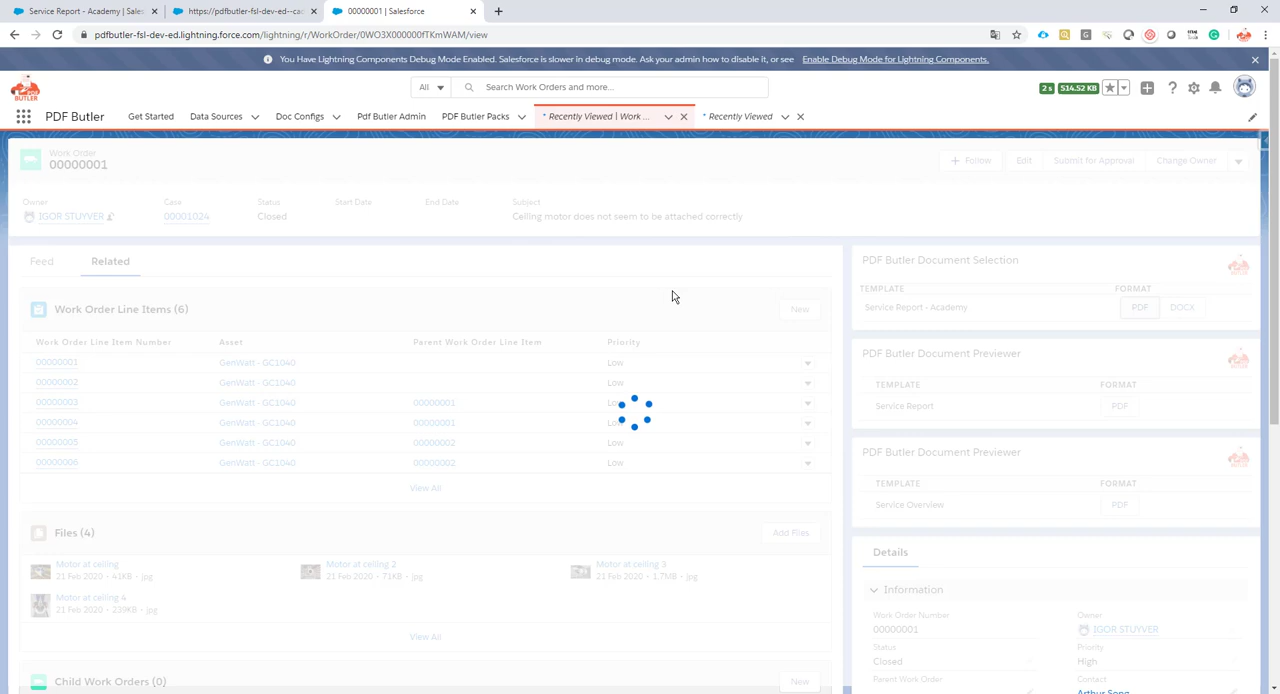 Service Report - Academy | Sales
https://pdfbutler-fsl-dev-ed--cac
00000001 | Salesforce
pdfbutler-fsl-dev-ed.lightning.force.com/lightning/r/WorkOrder/0WO3X000000fTKmWAM/view
You Have Lightning Components Debug Mode Enabled. Salesforce is slower in debug mode. Ask your admin how to disable it, or see Enable Debug Mode for Lightning Components.
BUTLER
All
Search Work Orders and more...
2 s
514.52 KB
PDF Butler
Get Started
Data Sources
Doc Configs
Pdf Butler Admin
PDF Butler Packs
* Recently Viewed | Work ...
* Recently Viewed
Work Order
00000001
+ Follow
Edit
Submit for Approval
Change Owner
Owner
Case
Status
Start Date
End Date
Subject
IGOR STUYVER
00001024
Closed
Ceiling motor does not seem to be attached correctly
Feed
Related
Work Order Line Items (6)
New
Work Order Line Item Number
Asset
Parent Work Order Line Item
Priority
00000001
GenWatt - GC1040
Low
00000002
GenWatt - GC1040
Low
00000003
GenWatt - GC1040
00000001
Low
00000004
GenWatt - GC1040
00000001
Low
00000005
GenWatt - GC1040
00000002
Low
00000006
GenWatt - GC1040
00000002
Low
View All
Files (4)
Add Files
Motor at ceiling
21 Feb 2020 • 41KB • jpg
Motor at ceiling 2
21 Feb 2020 • 71KB • jpg
Motor at ceiling 3
21 Feb 2020 • 1,7MB • jpg
Motor at ceiling 4
21 Feb 2020 • 239KB • jpg
View All
Child Work Orders (0)
New
PDF Butler Document Selection
TEMPLATE
FORMAT
Service Report - Academy
PDF
DOCX
PDF Butler Document Previewer
TEMPLATE
FORMAT
Service Report
PDF
PDF Butler Document Previewer
TEMPLATE
FORMAT
Service Overview
PDF
Details
Information
Work Order Number
Owner
00000001
IGOR STUYVER
Status
Priority
Closed
High
Parent Work Order
Contact
Arthur Song